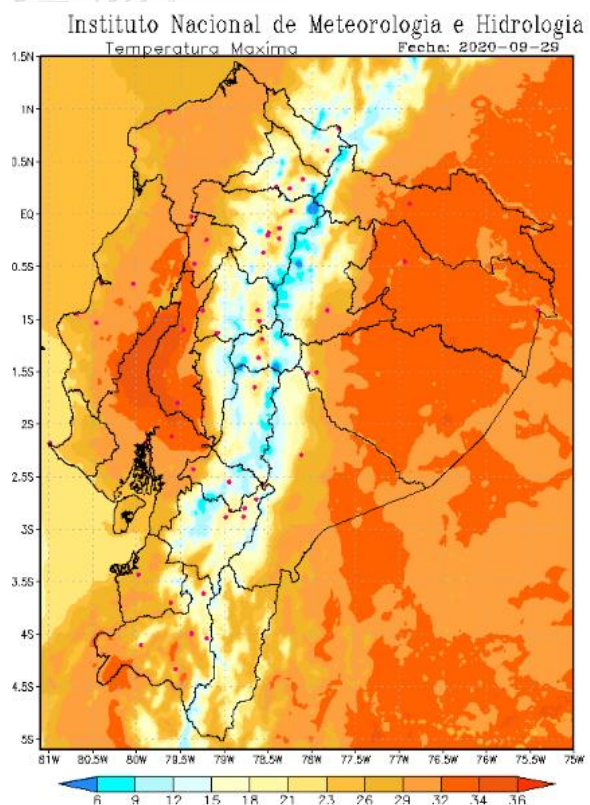 Instituto Nacional de Meteorologia e Hidrologia
Temperatura Maxima Fecha: 2020-09-29
1.5N
1N
0.5N
EQ
0.5S
1S
1.5S
2S
2.5S
3S
3.5S
4S
4.5S
5S
81W 80.5W 80W 79.5W 79W 78.5W 78W 77.5W 77W 76.5W 76W 75.5W 75W
6 9 12 15 18 21 23 26 29 32 34 36